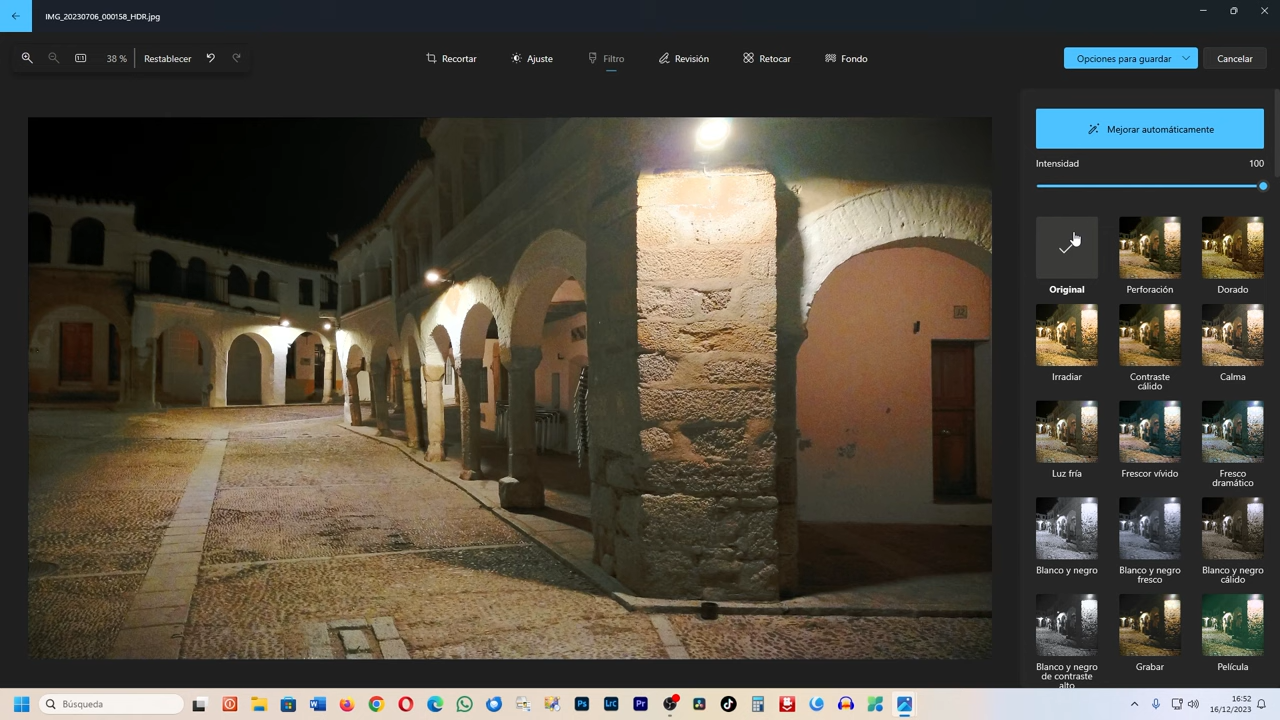 IMG_20230706_000158_HDR.jpg
38 %
Restablecer
Recortar
Ajuste
Filtro
Revisión
Retocar
Fondo
Opciones para guardar
Cancelar
Mejorar automáticamente
Intensidad 100
Original
Perforación
Dorado
Irradiar
Contraste
cálido
Calma
Luz fría
Frescor vívido
Fresco
dramático
Blanco y negro
Blanco y negro
fresco
Blanco y negro
cálido
Blanco y negro
de contraste
alto
Grabar
Película
Búsqueda
16:52
16/12/2023